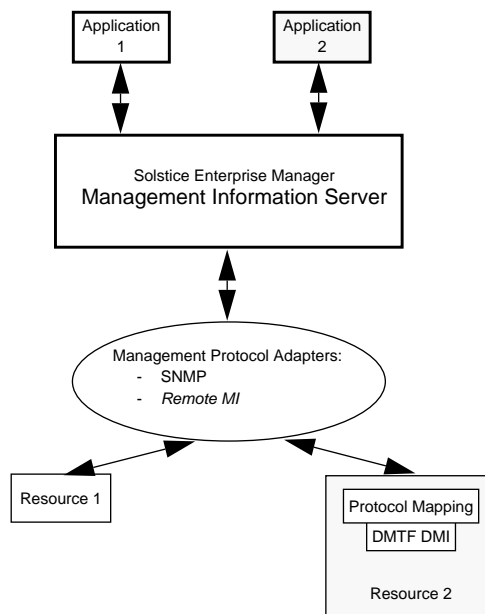 Application
1
Application
2
Solstice Enterprise Manager
Management Information Server
Management Protocol Adapters:
- SNMP
- Remote MI
Resource 1
Protocol Mapping
DMTF DMI
Resource 2